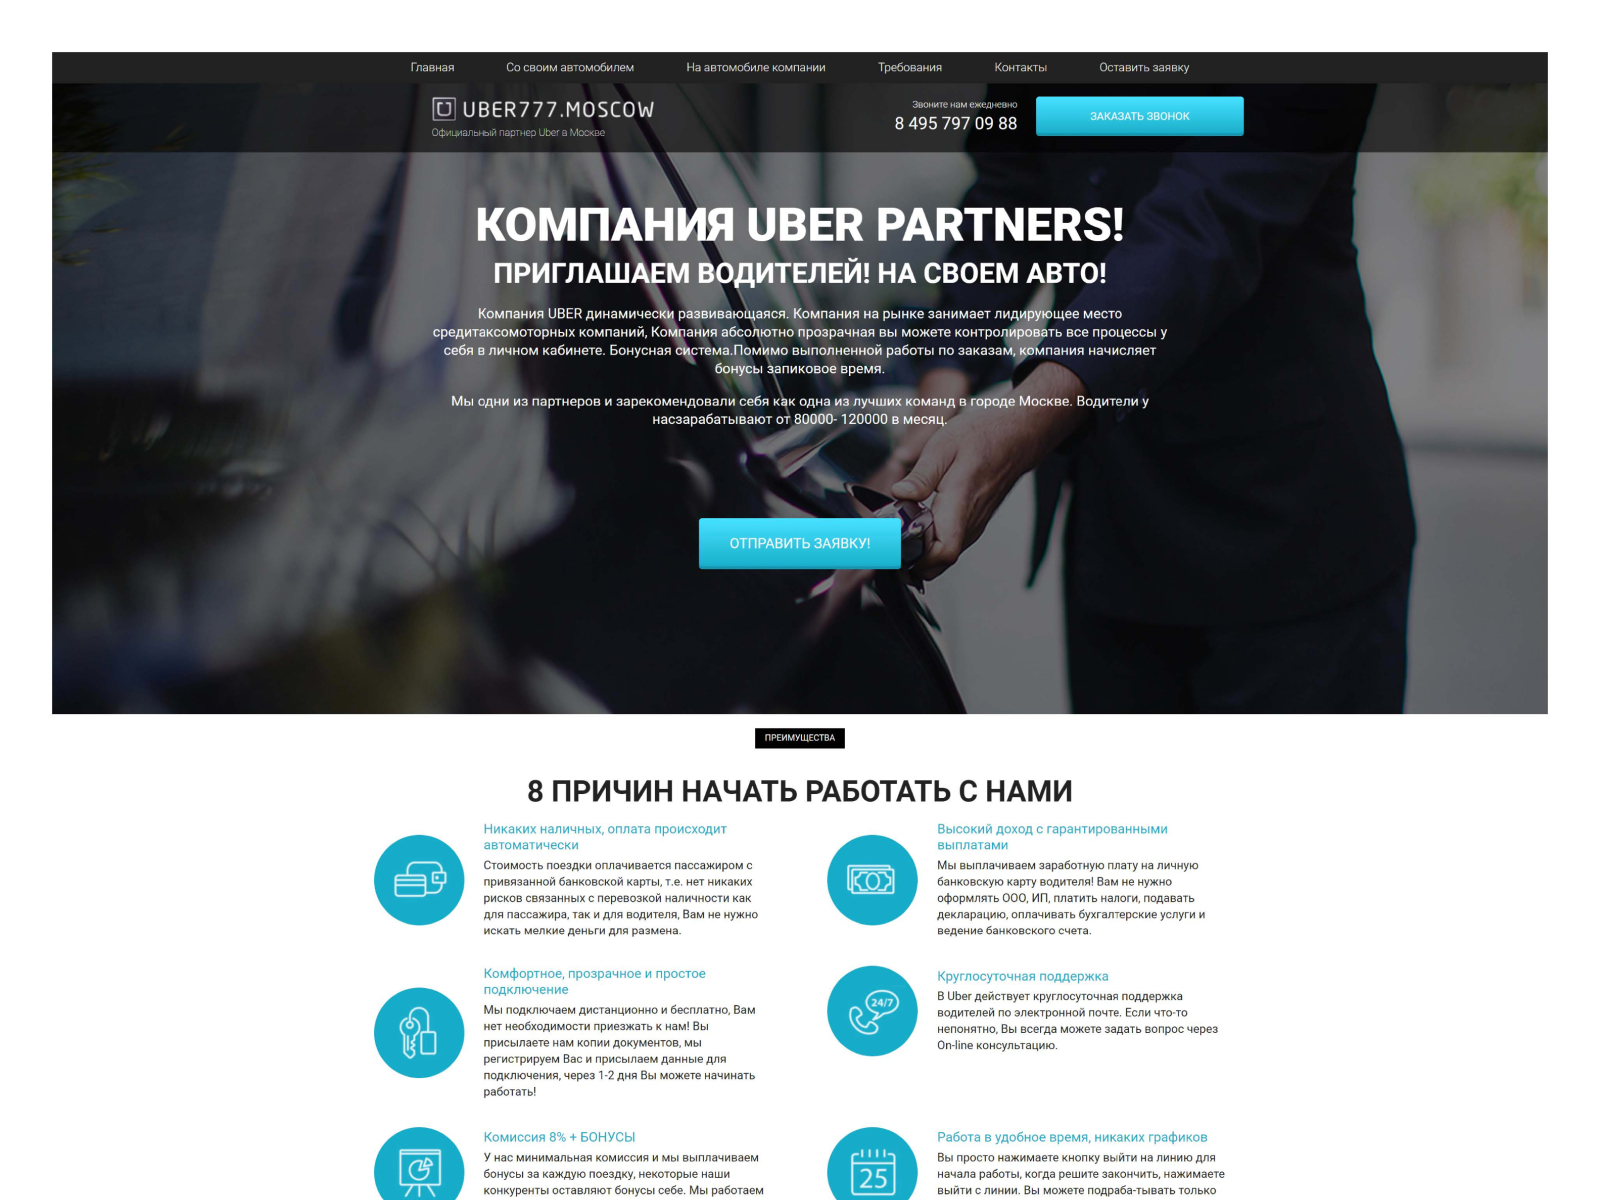 Главная Со своим автомобилем На автомобиле компании Требования Контакты Оставить заявку
UBER777.MOSCOW
Официальный партнер Uber в Москве
Звоните нам ежедневно
8 495 797 09 88
ЗАКАЗАТЬ ЗВОНОК
КОМПАНИЯ UBER PARTNERS!
ПРИГЛАШАЕМ ВОДИТЕЛЕЙ! НА СВОЕМ АВТО!
Компания UBER динамически развивающаяся. Компания на рынке занимает лидирующее место
средитаксомоторных компаний, Компания абсолютно прозрачная вы можете контролировать все процессы у
себя в личном кабинете. Бонусная система.Помимо выполненной работы по заказам, компания начисляет
бонусы запиковое время.
Мы одни из партнеров и зарекомендовали себя как одна из лучших команд в городе Москве. Водители у
насзарабатывают от 80000- 120000 в месяц.
ОТПРАВИТЬ ЗАЯВКУ!
ПРЕИМУЩЕСТВА
8 ПРИЧИН НАЧАТЬ РАБОТАТЬ С НАМИ
Никаких наличных, оплата происходит
автоматически
Стоимость поездки оплачивается пассажиром с
привязанной банковской карты, т.е. нет никаких
рисков связанных с перевозкой наличности как
для пассажира, так и для водителя, Вам не нужно
искать мелкие деньги для размена.
Высокий доход с гарантированными
выплатами
Мы выплачиваем заработную плату на личную
банковскую карту водителя! Вам не нужно
оформлять ООО, ИП, платить налоги, подавать
декларацию, оплачивать бухгалтерские услуги и
ведение банковского счета.
Комфортное, прозрачное и простое
подключение
Мы подключаем дистанционно и бесплатно, Вам
нет необходимости приезжать к нам! Вы
присылаете нам копии документов, мы
регистрируем Вас и присылаем данные для
подключения, через 1-2 дня Вы можете начинать
работать!
24/7
Круглосуточная поддержка
В Uber действует круглосуточная поддержка
водителей по электронной почте. Если что-то
непонятно, Вы всегда можете задать вопрос через
On-line консультацию.
Комиссия 8% + БОНУСЫ
У нас минимальная комиссия и мы выплачиваем
бонусы за каждую поездку, некоторые наши
конкуренты оставляют бонусы себе. Мы работаем
25
Работа в удобное время, никаких графиков
Вы просто нажимаете кнопку выйти на линию для
начала работы, когда решите закончить, нажимаете
выйти с линии. Вы можете подраба-тывать только